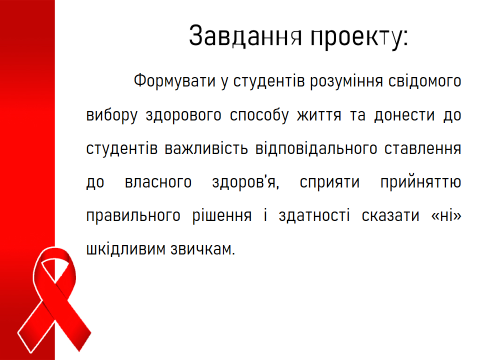 Завдання проекту:
Формувати у студентів розуміння свідомого
вибору здорового способу життя та донести до
студентів важливість відповідального ставлення
до власного здоров'я, сприяти прийняттю
правильного рішення і здатності сказати «ні»
шкідливим звичкам.